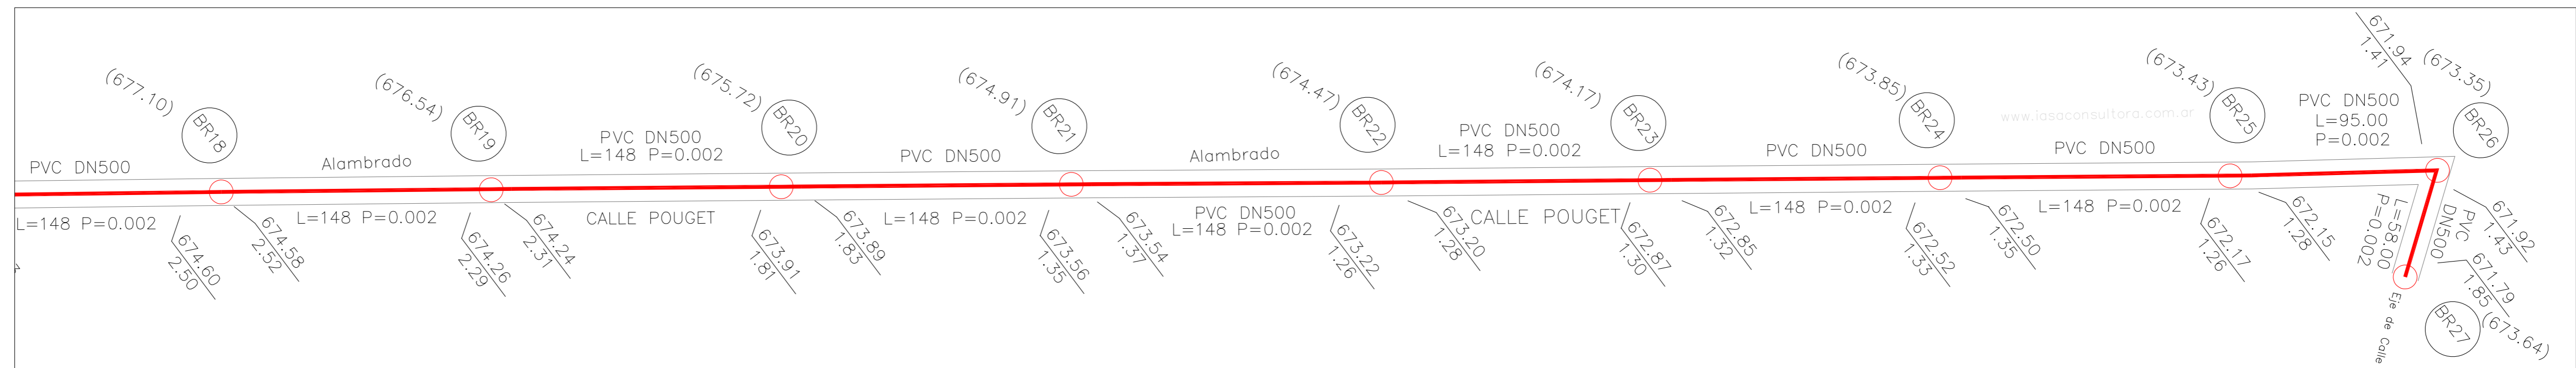 (677.10)
BR18
PVC DN500
L=148 P=0.002
674.60
2.50
674.58
2.52
Alambrado
L=148 P=0.002
(676.54)
BR19
674.26
2.29
674.24
2.31
PVC DN500
L=148 P=0.002
CALLE POUGET
(675.72)
BR20
673.91
1.81
673.89
1.83
PVC DN500
L=148 P=0.002
(674.91)
BR21
673.56
1.35
673.54
1.37
Alambrado
PVC DN500
L=148 P=0.002
(674.47)
BR22
673.22
1.26
673.20
1.28
PVC DN500
L=148 P=0.002
CALLE POUGET
(674.17)
BR23
672.87
1.30
672.85
1.32
PVC DN500
L=148 P=0.002
(673.85)
BR24
672.52
1.33
672.50
1.35
www.iasaconsultora.com.ar
PVC DN500
L=148 P=0.002
(673.43)
BR25
672.17
1.26
672.15
1.28
PVC DN500
L=95.00
P=0.002
671.94
1.41
(673.35)
BR26
671.92
1.43
PVC
DN500
L=58.00
P=0.002
671.79
1.85
(673.64)
BR27
Eje de Calle